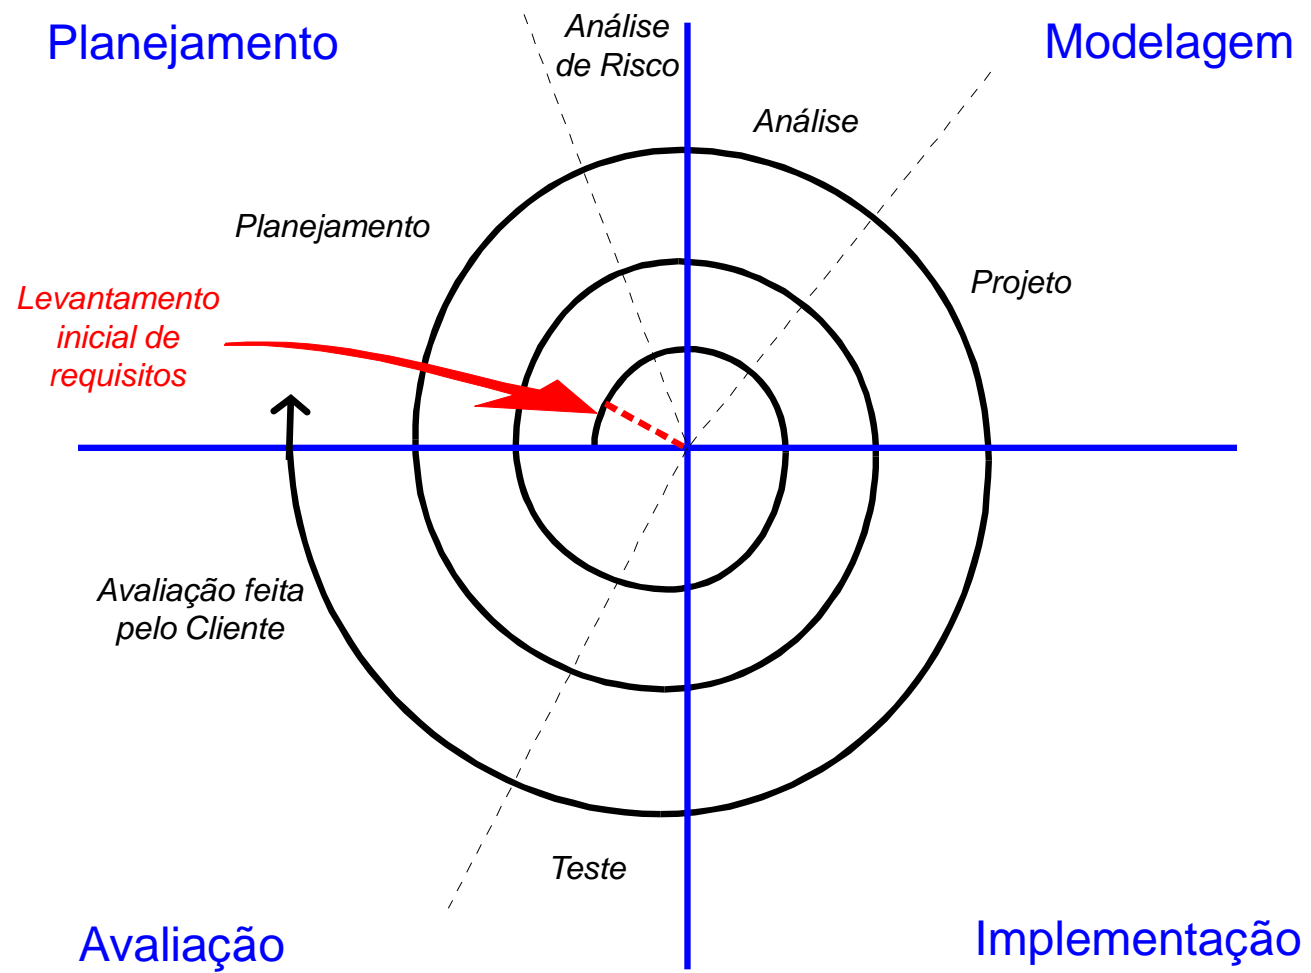 Planejamento
Análise
de Risco
Modelagem
Análise
Planejamento
Projeto
Levantamento
inicial de
requisitos
Avaliação feita
pelo Cliente
Teste
Avaliação
Implementação